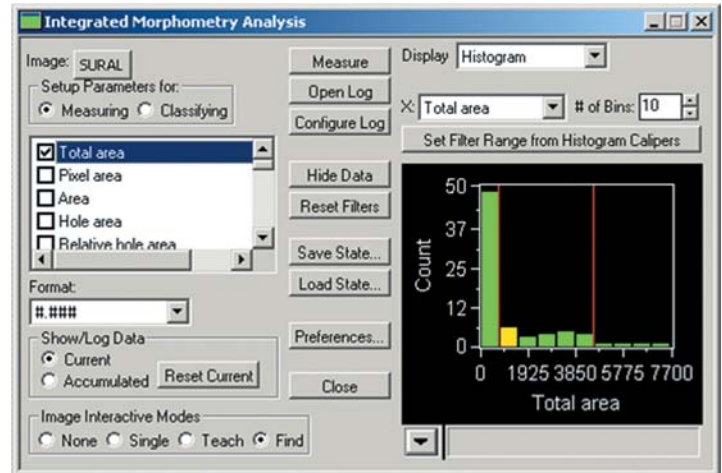 Integrated Morphometry Analysis
Image: SURAL
Setup Parameters for:
Measuring Classifying
Total area
Pixel area
Area
Hole area
Relative hole area
Format:
#.###
Show/Log Data
Current
Accumulated
Reset Current
Image Interactive Modes
None Single Teach Find
Measure
Open Log
Configure Log
Hide Data
Reset Filters
Save State...
Load State...
Preferences...
Close
Display Histogram
X: Total area # of Bins: 10
Set Filter Range from Histogram Calipers
50
37
25
12
0
Count
0 1925 3850 5775 7700
Total area